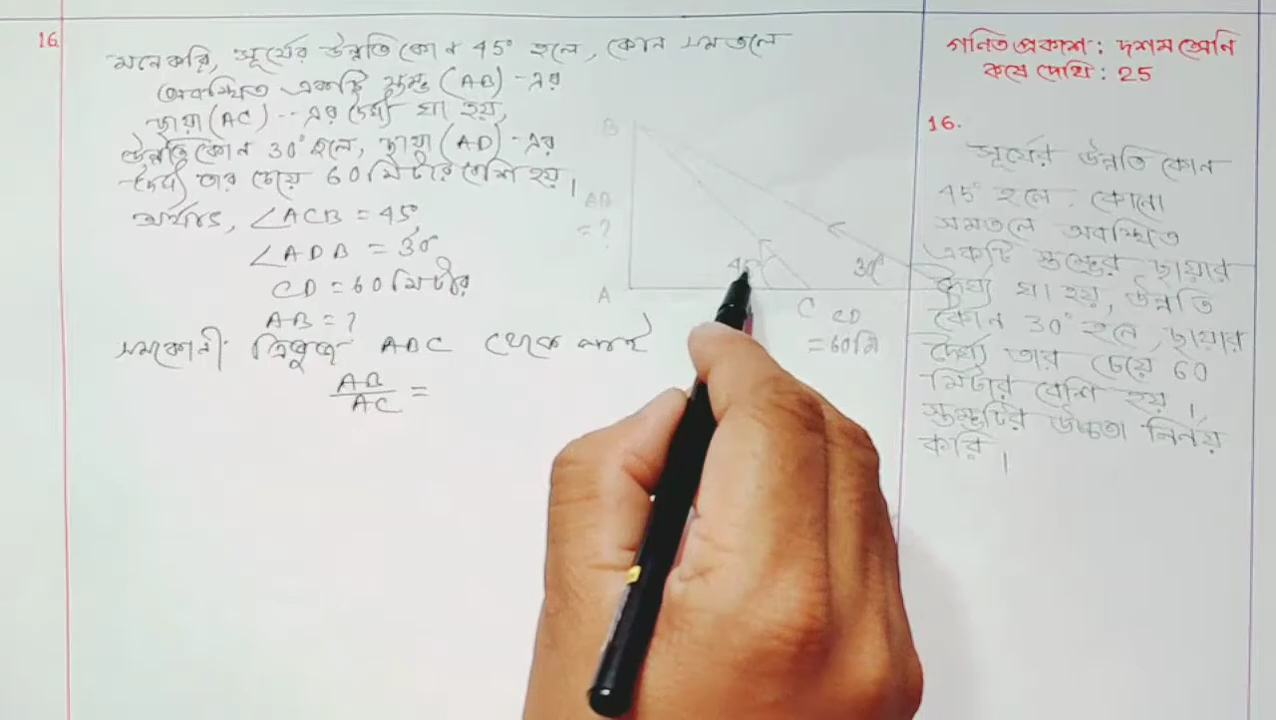 16
মনেকরি, সূর্যের উন্নতি কোন 45° হলে, কোন সমতলে
অবস্থিত একটি স্তম্ভ (AB) -এর
ছায়া (AC) -- এর দৈর্ঘ্য যা হয়,
উন্নতি কোন 30° হলে, ছায়া (AD) -এর
দৈর্ঘ্য তার চেয়ে 60 মিটার বেশি হয়।
অর্থাৎ, ∠ACB = 45°
∠ADB = 30°
CD = 60 মিটার
AB = ?
সমকোনী ত্রিভুজ ABC থেকে পাই
AB
AC =
B
AB
= ?
A
45°
30°
C
CD
= 60 মি
গনিত প্রকাশ : দশম শ্রেনি
কষে দেখি : 25
16.
সূর্যের উন্নতি কোন
45° হলে, কোনো
সমতলে অবস্থিত
একটি স্তম্ভের ছায়ার
দৈর্ঘ্য যা হয়, উন্নতি
কোন 30° হলে, ছায়ার
দৈর্ঘ্য তার চেয়ে 60
মিটার বেশি হয়।
স্তম্ভটির উচ্চতা নির্নয়
করি।